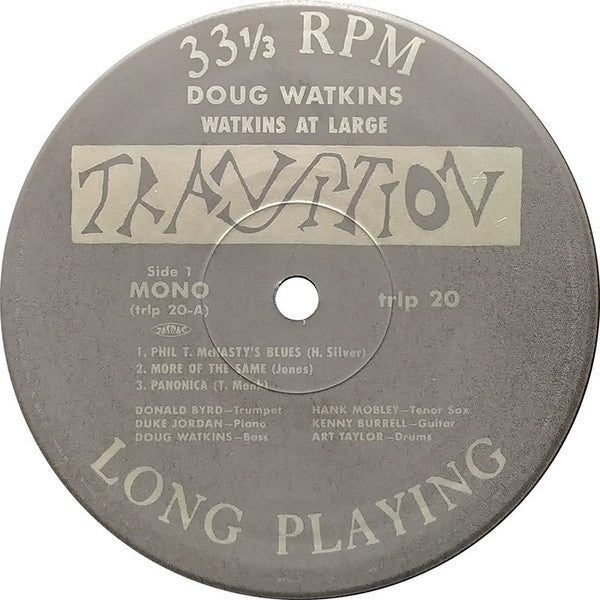 33⅓ RPM
DOUG WATKINS
WATKINS AT LARGE
TRANSITION
Side 1
MONO
(trlp 20-A)
trlp 20
JASRAC
1. PHIL T. McNASTY'S BLUES (H. Silver)
2. MORE OF THE SAME (Jones)
3. PANONICA (T. Monk)
DONALD BYRD—Trumpet
DUKE JORDAN—Piano
DOUG WATKINS—Bass
HANK MOBLEY—Tenor Sax
KENNY BURRELL—Guitar
ART TAYLOR—Drums
LONG PLAYING